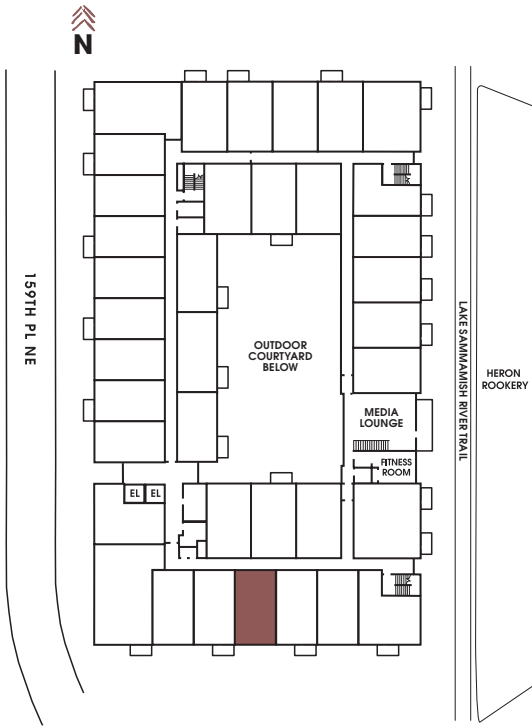 N
159TH PL NE
OUTDOOR
COURTYARD
BELOW
MEDIA
LOUNGE
FITNESS
ROOM
EL
EL
LAKE SAMMAMISH RIVER TRAIL
HERON
ROOKERY